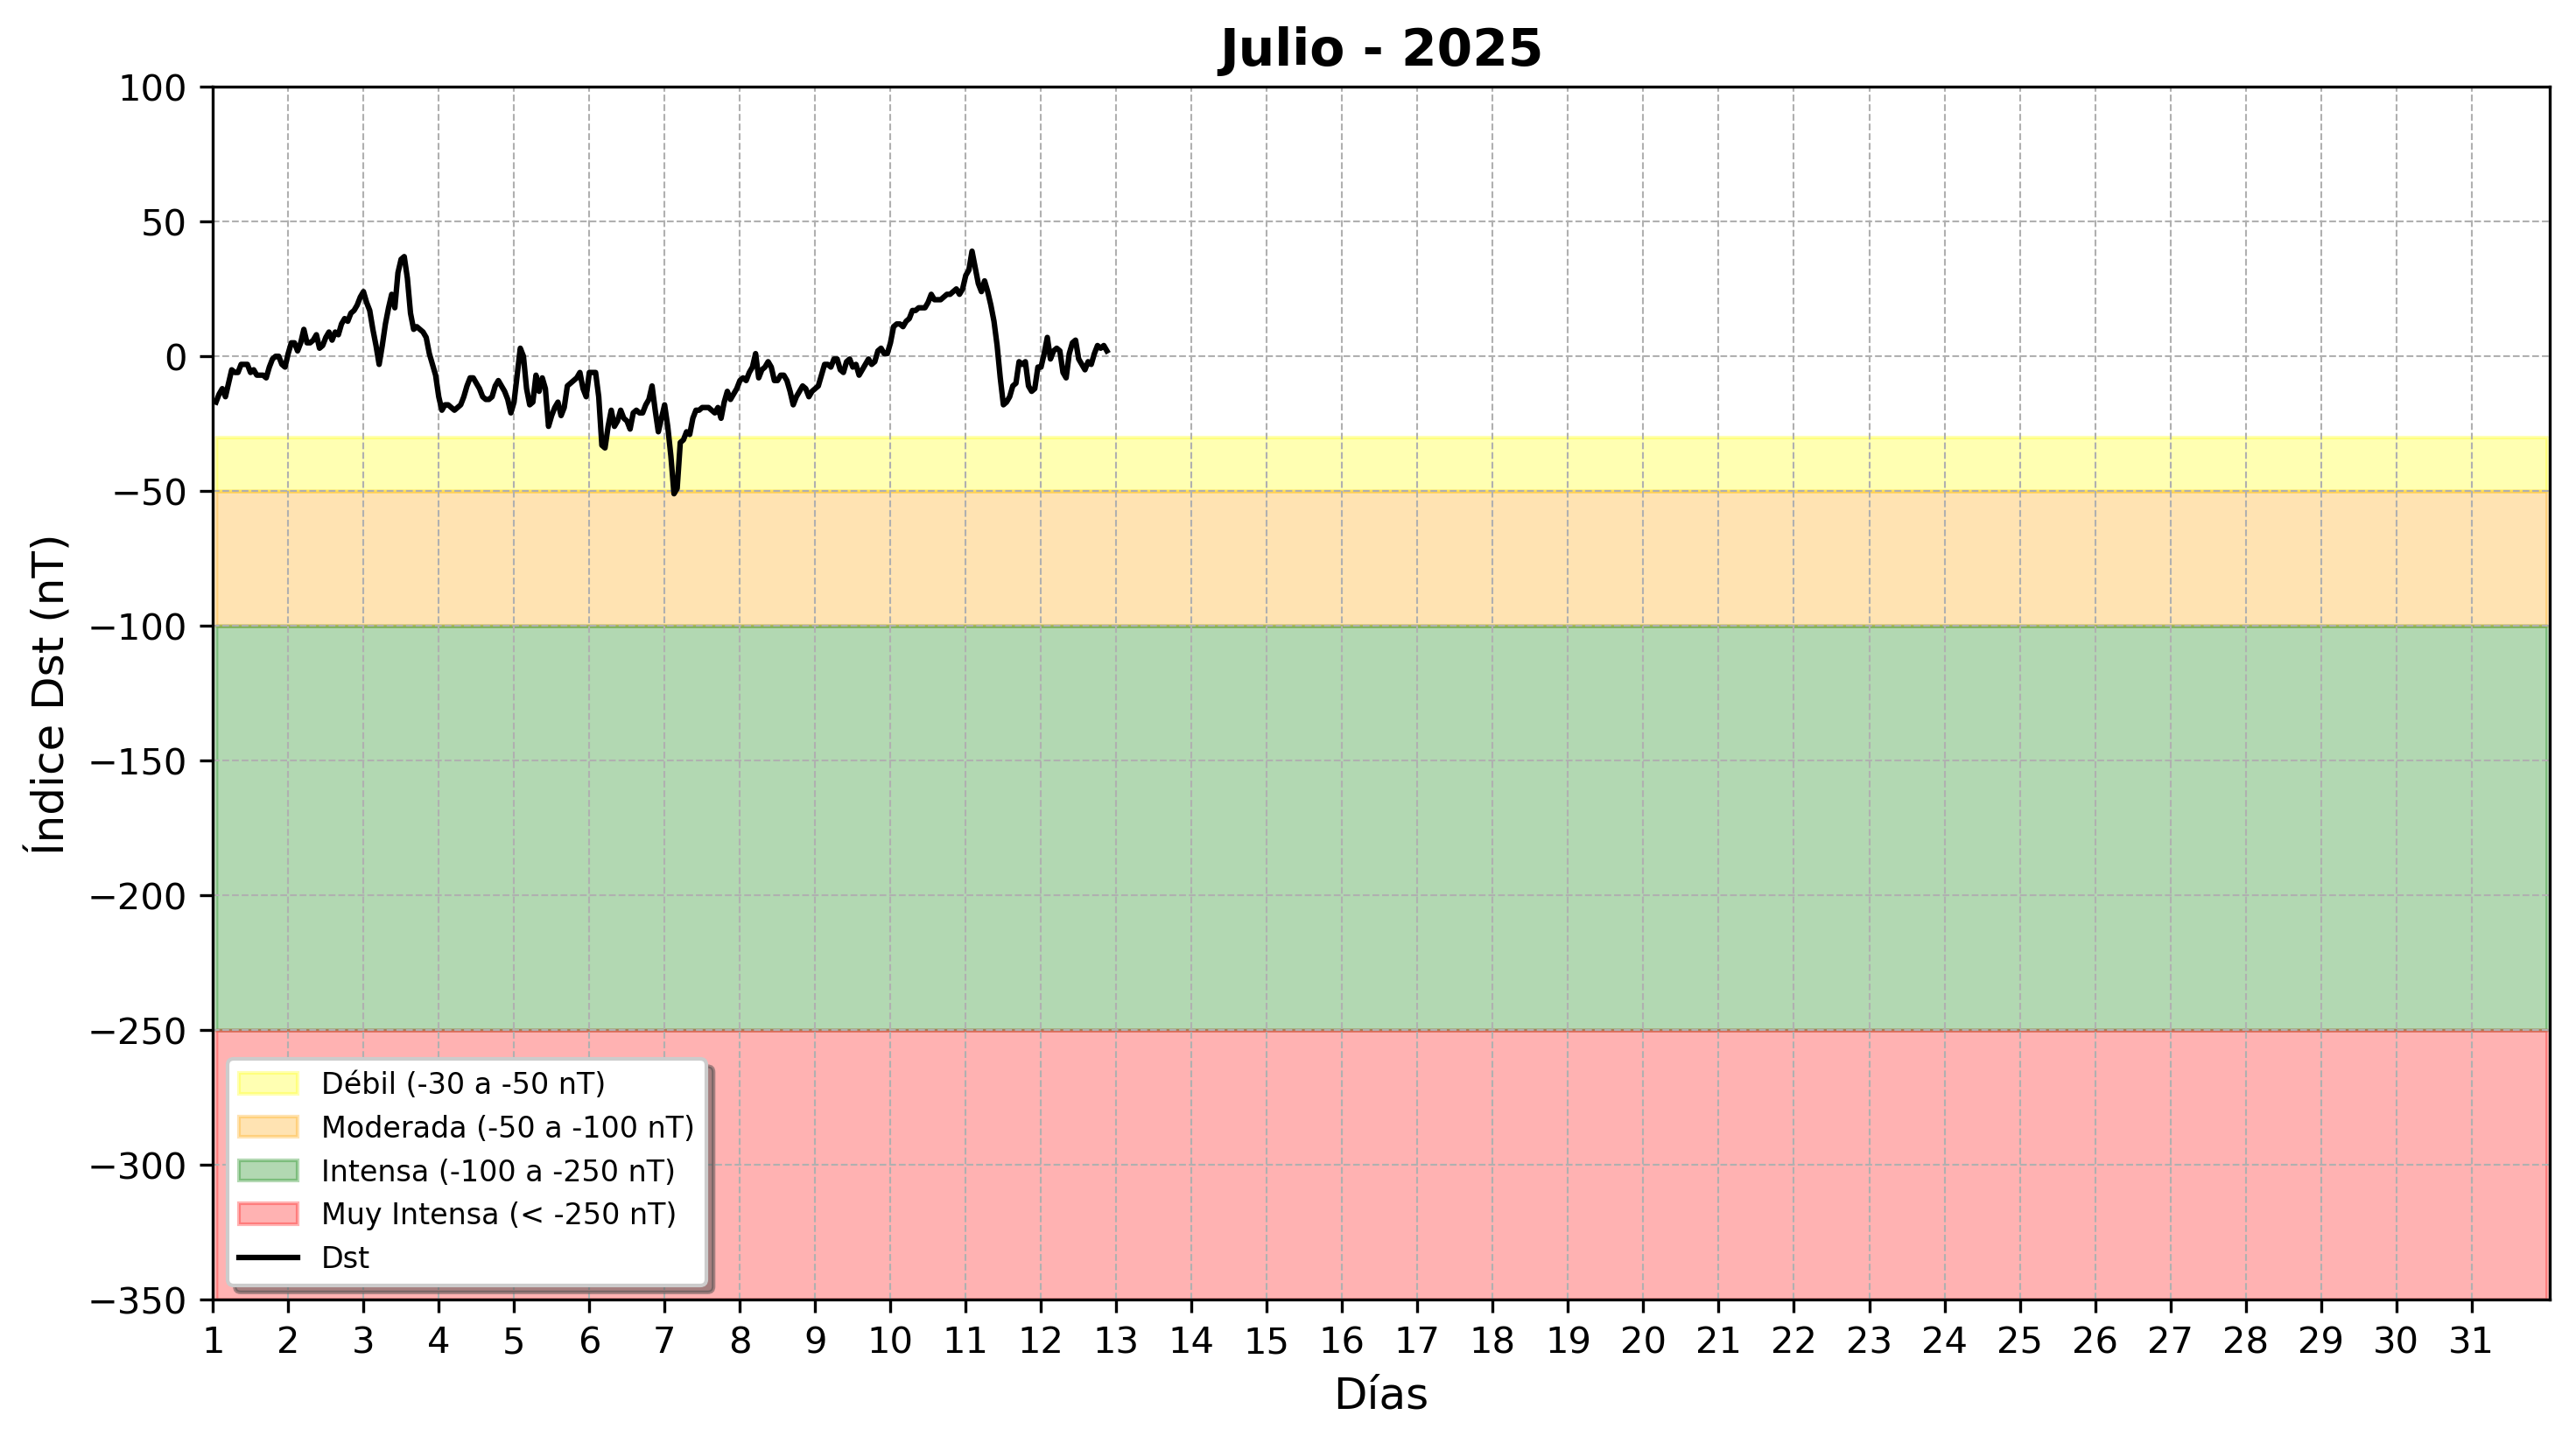 Julio - 2025
100
50
0
−50
−100
−150
−200
−250
−300
−350
Índice Dst (nT)
Débil (-30 a -50 nT)
Moderada (-50 a -100 nT)
Intensa (-100 a -250 nT)
Muy Intensa (< -250 nT)
Dst
1 2 3 4 5 6 7 8 9 10 11 12 13 14 15 16 17 18 19 20 21 22 23 24 25 26 27 28 29 30 31
Días